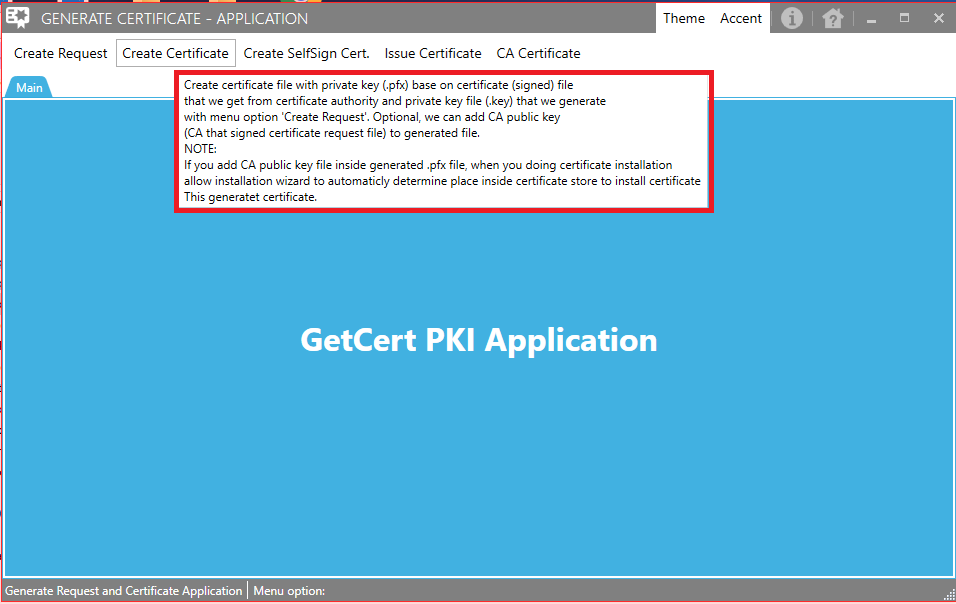 GENERATE CERTIFICATE - APPLICATION
Theme Accent
Create Request Create Certificate Create SelfSign Cert. Issue Certificate CA Certificate
Main
Create certificate file with private key (.pfx) base on certificate (signed) file
that we get from certificate authority and private key file (.key) that we generate
with menu option 'Create Request'. Optional, we can add CA public key
(CA that signed certificate request file) to generated file.
NOTE:
If you add CA public key file inside generated .pfx file, when you doing certificate installation
allow installation wizard to automaticly determine place inside certificate store to install certificate
This generatet certificate.
GetCert PKI Application
Generate Request and Certificate Application Menu option: